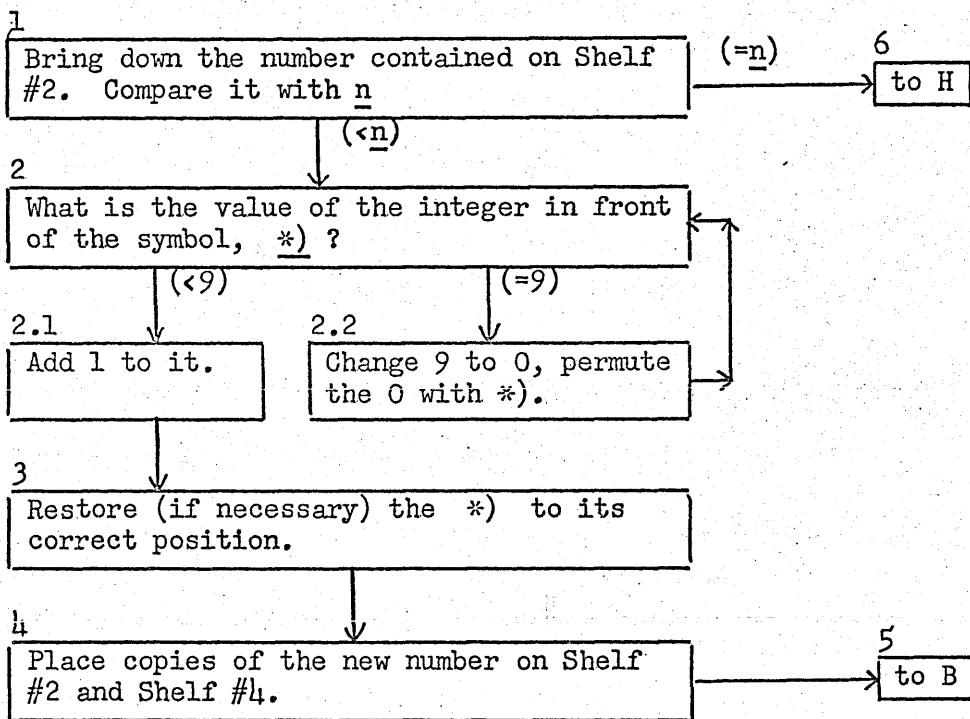 1
Bring down the number contained on Shelf
#2. Compare it with n
(=n)
6
to H
(<n)
2
What is the value of the integer in front
of the symbol, *) ?
(<9)
(=9)
2.1
Add 1 to it.
2.2
Change 9 to 0, permute
the 0 with *).
3
Restore (if necessary) the *) to its
correct position.
4
Place copies of the new number on Shelf
#2 and Shelf #4.
5
to B